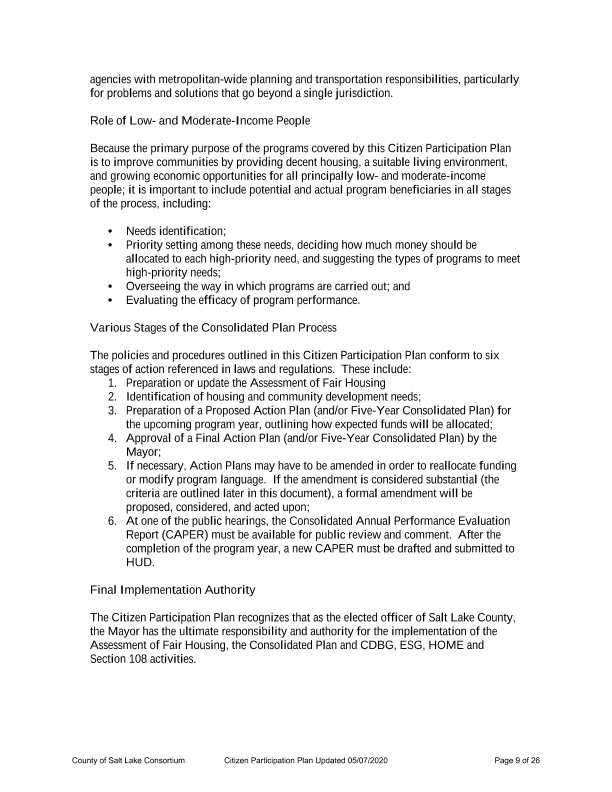 agencies with metropolitan-wide planning and transportation responsibilities, particularly
for problems and solutions that go beyond a single jurisdiction.
Role of Low- and Moderate-Income People
Because the primary purpose of the programs covered by this Citizen Participation Plan
is to improve communities by providing decent housing, a suitable living environment,
and growing economic opportunities for all principally low- and moderate-income
people; it is important to include potential and actual program beneficiaries in all stages
of the process, including:
• Needs identification;
• Priority setting among these needs, deciding how much money should be
allocated to each high-priority need, and suggesting the types of programs to meet
high-priority needs;
• Overseeing the way in which programs are carried out; and
• Evaluating the efficacy of program performance.
Various Stages of the Consolidated Plan Process
The policies and procedures outlined in this Citizen Participation Plan conform to six
stages of action referenced in laws and regulations.  These include:
1. Preparation or update the Assessment of Fair Housing
2. Identification of housing and community development needs;
3. Preparation of a Proposed Action Plan (and/or Five-Year Consolidated Plan) for
the upcoming program year, outlining how expected funds will be allocated;
4. Approval of a Final Action Plan (and/or Five-Year Consolidated Plan) by the
Mayor;
5. If necessary, Action Plans may have to be amended in order to reallocate funding
or modify program language.  If the amendment is considered substantial (the
criteria are outlined later in this document), a formal amendment will be
proposed, considered, and acted upon;
6. At one of the public hearings, the Consolidated Annual Performance Evaluation
Report (CAPER) must be available for public review and comment.  After the
completion of the program year, a new CAPER must be drafted and submitted to
HUD.
Final Implementation Authority
The Citizen Participation Plan recognizes that as the elected officer of Salt Lake County,
the Mayor has the ultimate responsibility and authority for the implementation of the
Assessment of Fair Housing, the Consolidated Plan and CDBG, ESG, HOME and
Section 108 activities.
County of Salt Lake Consortium Citizen Participation Plan Updated 05/07/2020 Page 9 of 26